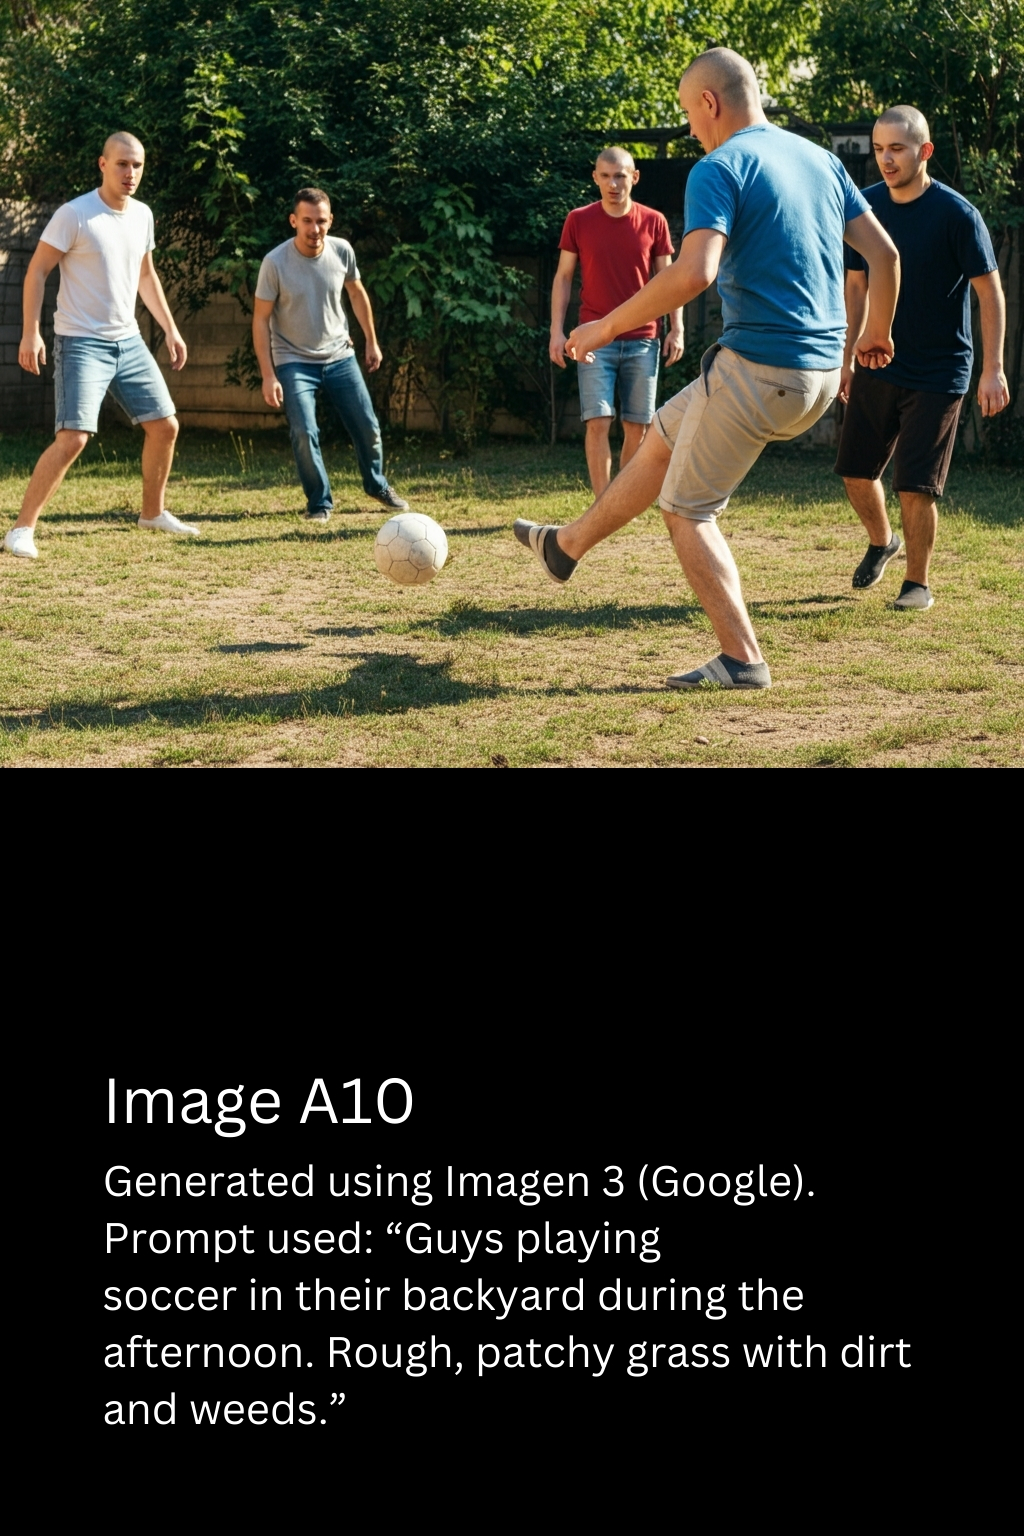 Image A10
Generated using Imagen 3 (Google).
Prompt used: “Guys playing
soccer in their backyard during the
afternoon. Rough, patchy grass with dirt
and weeds.”